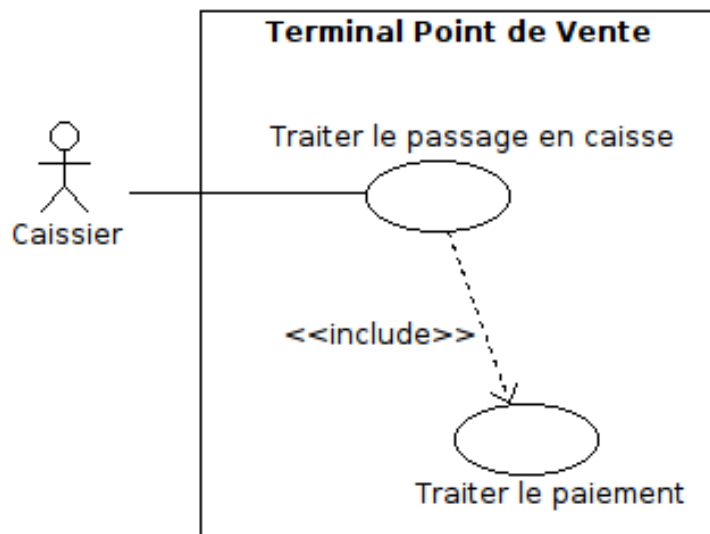 Terminal Point de Vente
Traiter le passage en caisse
Caissier
<<include>>
Traiter le paiement